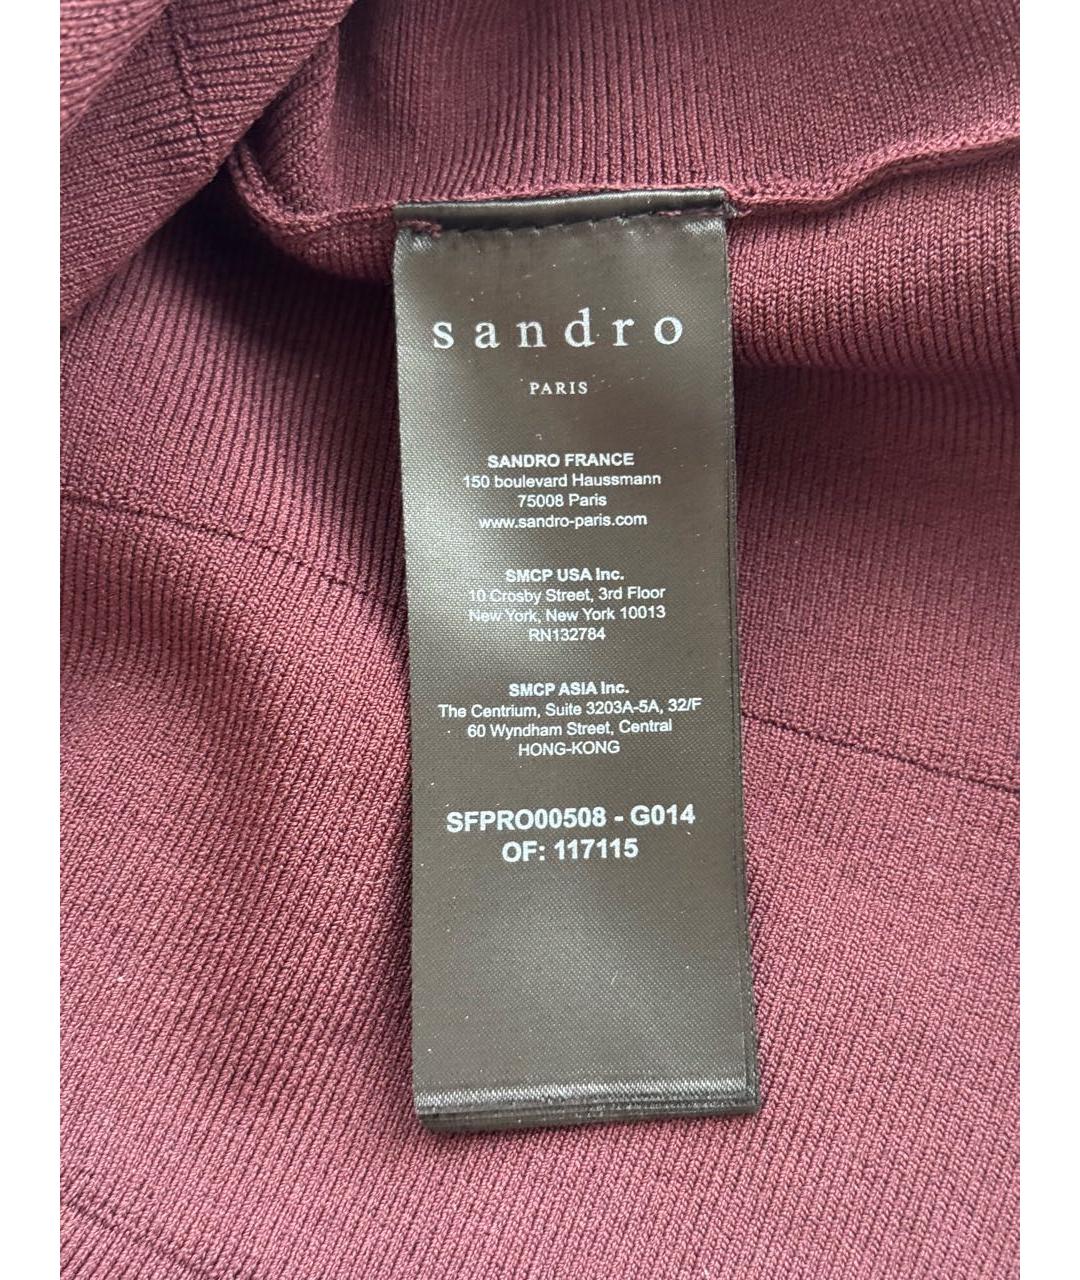 sandro
PARIS
SANDRO FRANCE
150 boulevard Haussmann
75008 Paris
www.sandro-paris.com
SMCP USA Inc.
10 Crosby Street, 3rd Floor
New York, New York 10013
RN132784
SMCP ASIA Inc.
The Centrium, Suite 3203A-5A, 32/F
60 Wyndham Street, Central
HONG-KONG
SFPRO00508 - G014
OF: 117115